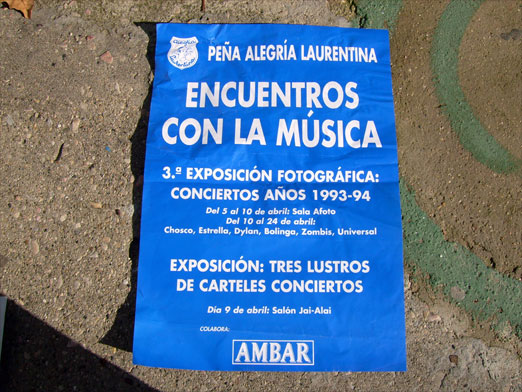 PEÑA ALEGRÍA LAURENTINA
ENCUENTROS
CON LA MÚSICA
3.ª EXPOSICIÓN FOTOGRÁFICA:
CONCIERTOS AÑOS 1993-94
Del 5 al 10 de abril: Sala Afoto
Del 10 al 24 de abril:
Chosco, Estrella, Dylan, Bolinga, Zombis, Universal
EXPOSICIÓN: TRES LUSTROS
DE CARTELES CONCIERTOS
Día 9 de abril: Salón Jai-Alai
COLABORA:
AMBAR